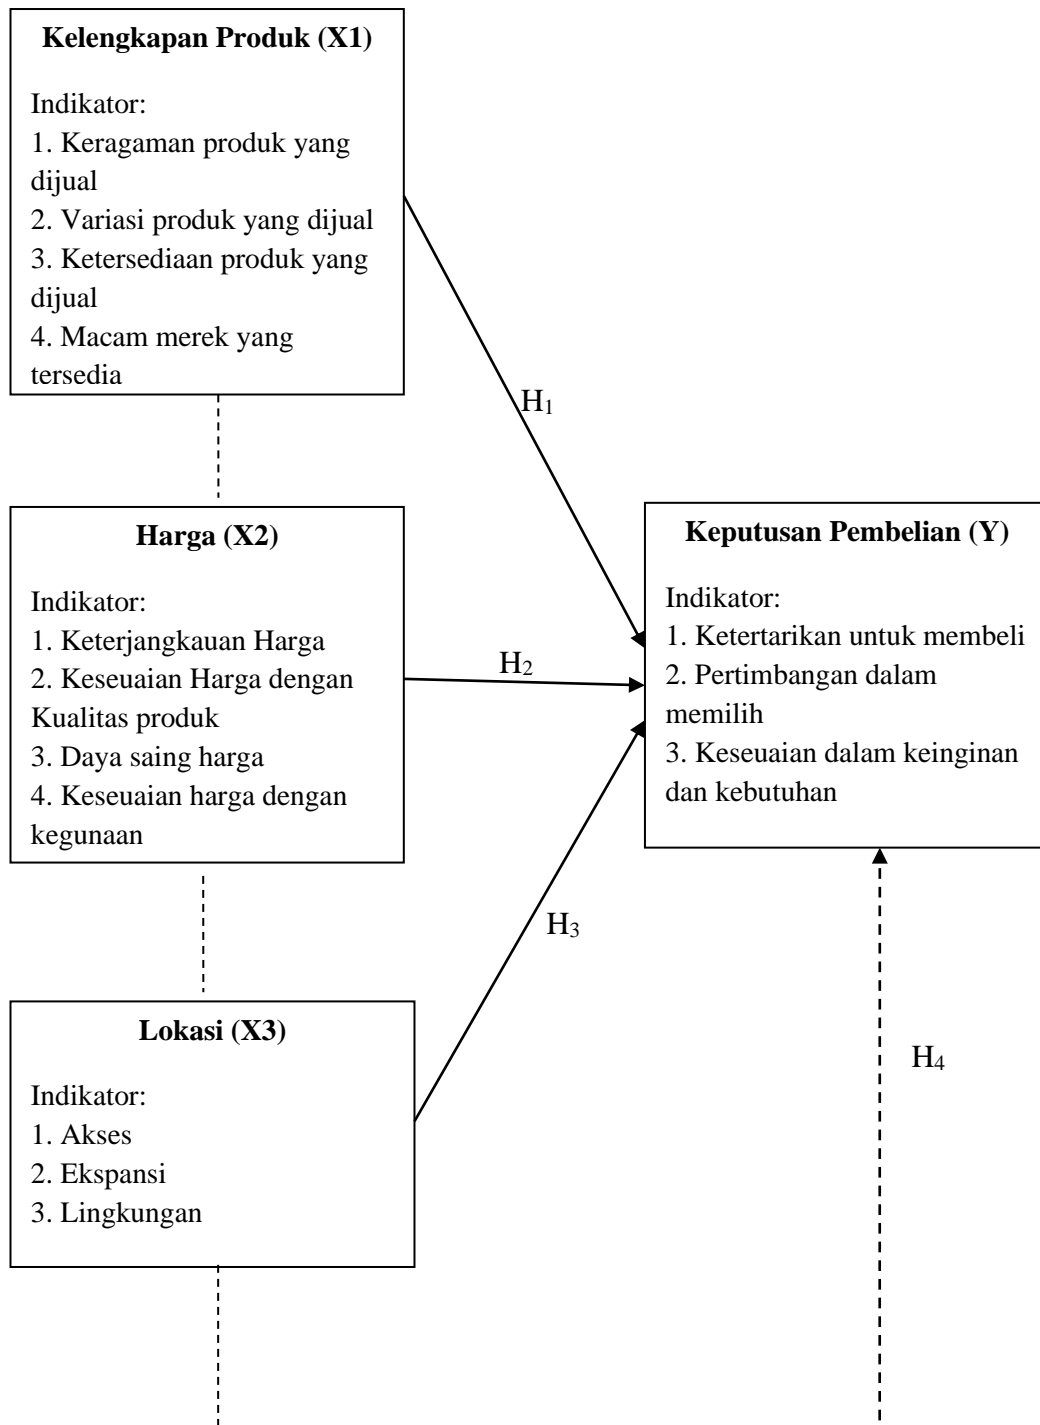 Kelengkapan Produk (X1)
Indikator:
1. Keragaman produk yang
dijual
2. Variasi produk yang dijual
3. Ketersediaan produk yang
dijual
4. Macam merek yang
tersedia
H₁
Harga (X2)
Indikator:
1. Keterjangkauan Harga
2. Keseuaian Harga dengan
Kualitas produk
3. Daya saing harga
4. Keseuaian harga dengan
kegunaan
H₂
Keputusan Pembelian (Y)
Indikator:
1. Ketertarikan untuk membeli
2. Pertimbangan dalam
memilih
3. Keseuaian dalam keinginan
dan kebutuhan
H₃
Lokasi (X3)
Indikator:
1. Akses
2. Ekspansi
3. Lingkungan
H₄